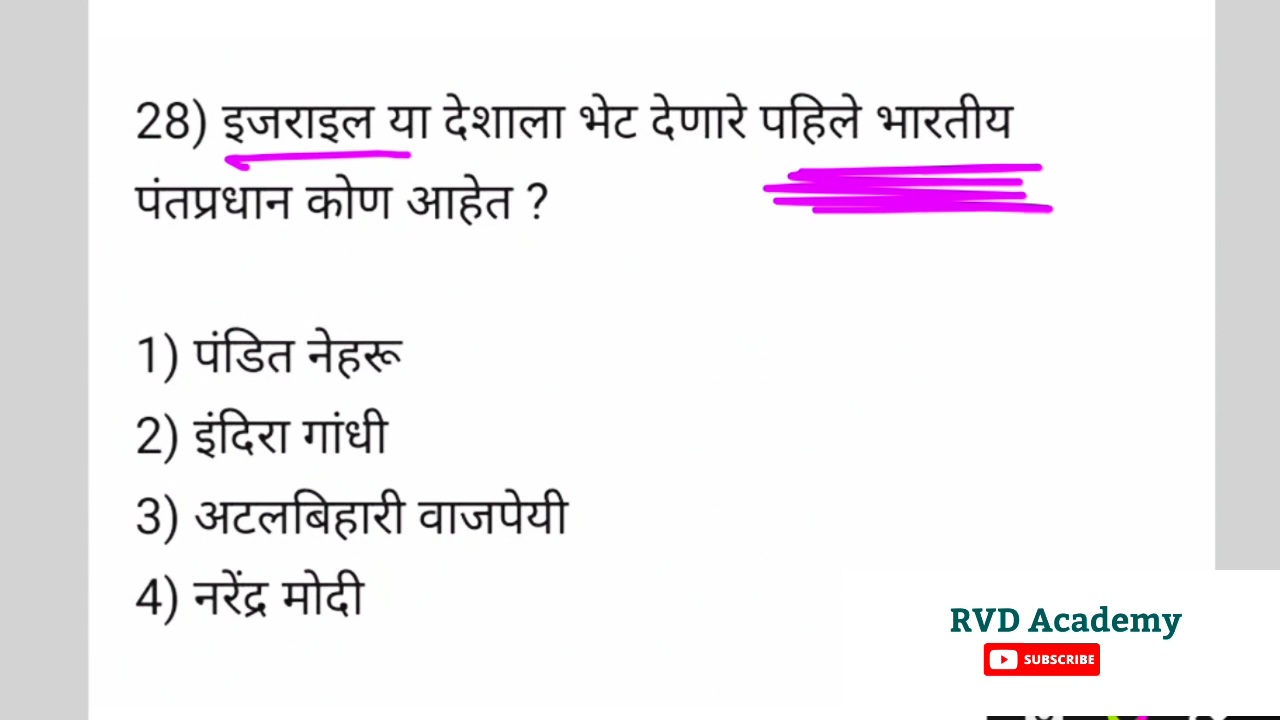 28) इजराइल या देशाला भेट देणारे पहिले भारतीय
पंतप्रधान कोण आहेत ?
1) पंडित नेहरू
2) इंदिरा गांधी
3) अटलबिहारी वाजपेयी
4) नरेंद्र मोदी
RVD Academy
SUBSCRIBE